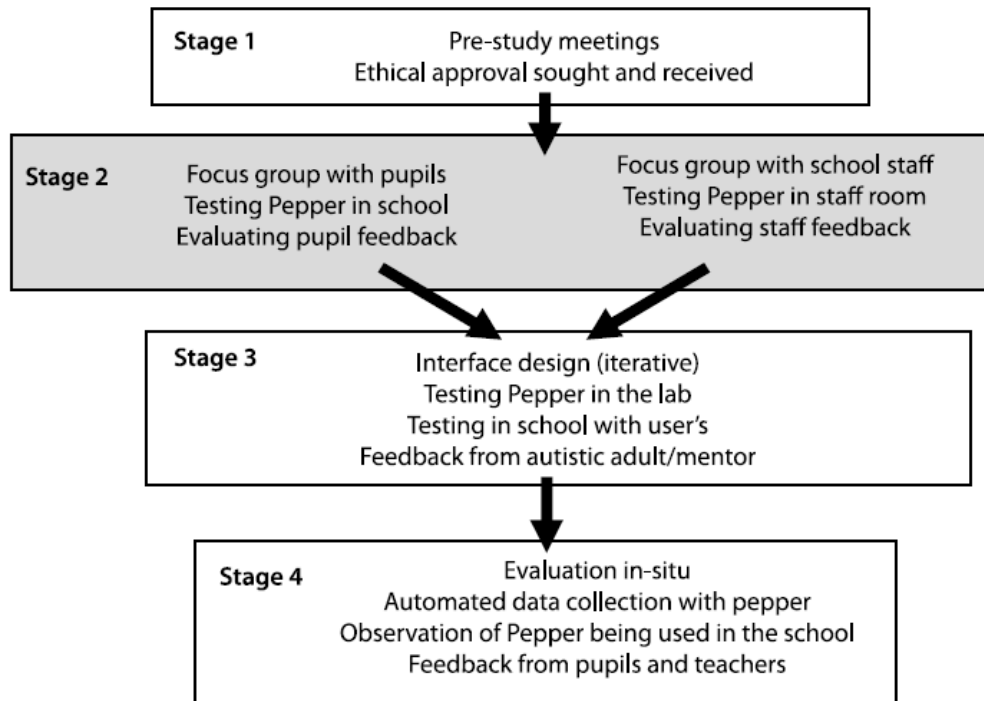 Stage 1
Pre-study meetings
Ethical approval sought and received
Stage 2
Focus group with pupils
Testing Pepper in school
Evaluating pupil feedback
Focus group with school staff
Testing Pepper in staff room
Evaluating staff feedback
Stage 3
Interface design (iterative)
Testing Pepper in the lab
Testing in school with user's
Feedback from autistic adult/mentor
Stage 4
Evaluation in-situ
Automated data collection with pepper
Observation of Pepper being used in the school
Feedback from pupils and teachers